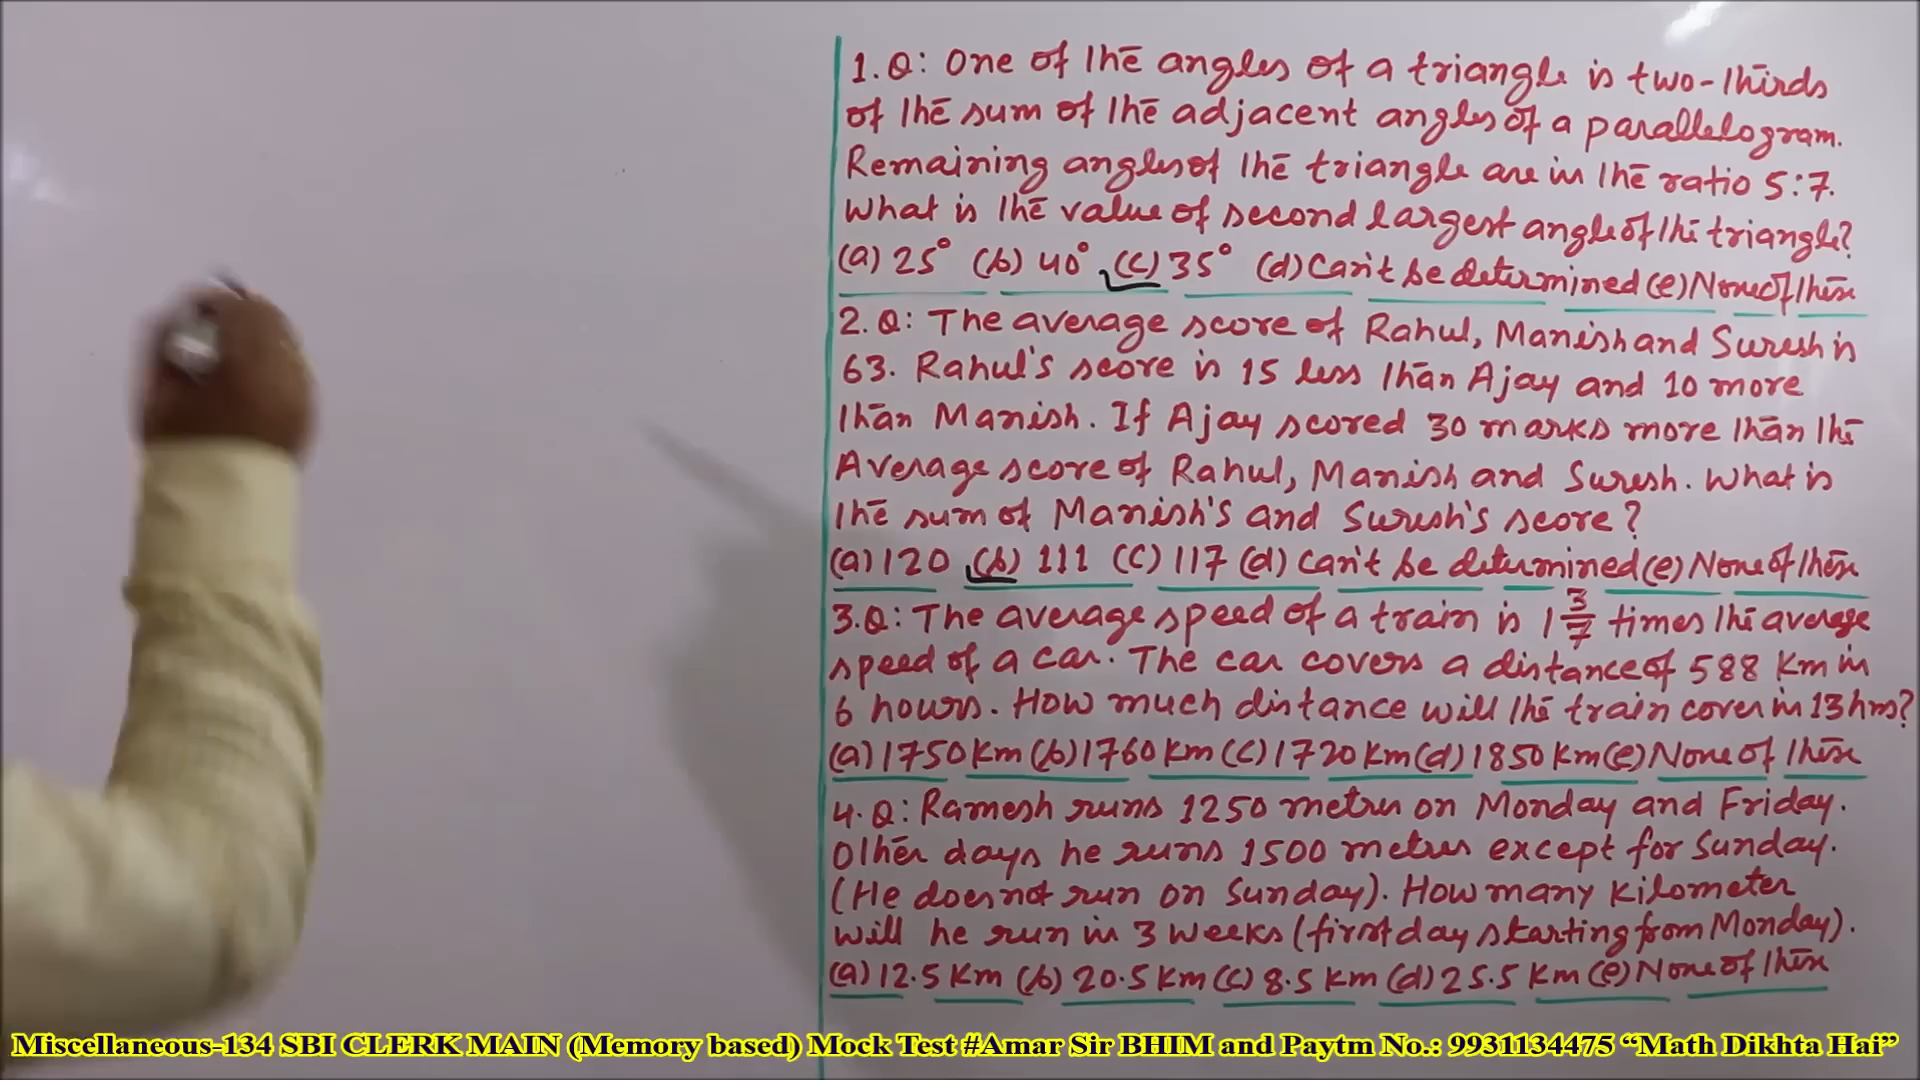 1.Q: One of the angles of a triangle is two-thirds
of the sum of the adjacent angles of a parallelogram.
Remaining angles of the triangle are in the ratio 5:7.
What is the value of second largest angle of the triangle?
(a) 25° (b) 40° (c) 35° (d) Can't be determined (e) None of these
2.Q: The average score of Rahul, Manish and Suresh is
63. Rahul's score is 15 less than Ajay and 10 more
than Manish. If Ajay scored 30 marks more than the
Average score of Rahul, Manish and Suresh. What is
the sum of Manish's and Suresh's score?
(a) 120 (b) 111 (c) 117 (d) Can't be determined (e) None of these
3.Q: The average speed of a train is 1 3/7 times the average
speed of a car. The car covers a distance of 588 Km in
6 hours. How much distance will the train cover in 13 hrs?
(a) 1750 Km (b) 1760 Km (c) 1720 Km (d) 1850 Km (e) None of these
4.Q: Ramesh runs 1250 metres on Monday and Friday.
Other days he runs 1500 metres except for Sunday.
(He does not run on Sunday). How many Kilometer
will he run in 3 weeks (first day starting from Monday).
(a) 12.5 Km (b) 20.5 Km (c) 8.5 Km (d) 25.5 Km (e) None of these
Miscellaneous-134 SBI CLERK MAIN (Memory based) Mock Test #Amar Sir BHIM and Paytm No.: 9931134475 “Math Dikhta Hai”